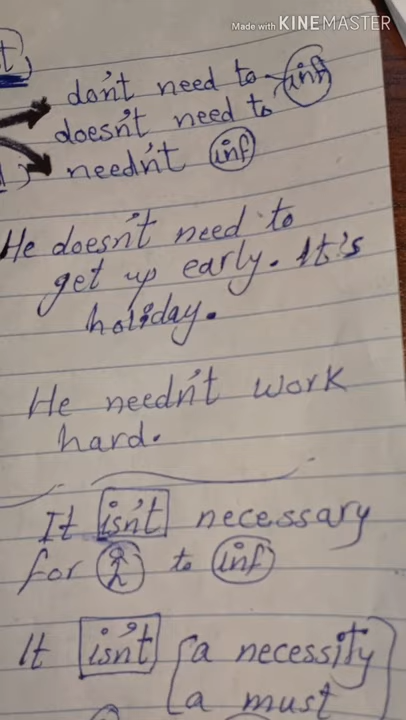 Made with KINEMASTER
don't need to inf
doesn't need to
needn't inf
He doesn't need to
get up early. It's
holiday.
He needn't work
hard.
It isn't necessary
for to inf
It isn't a necessity
a must